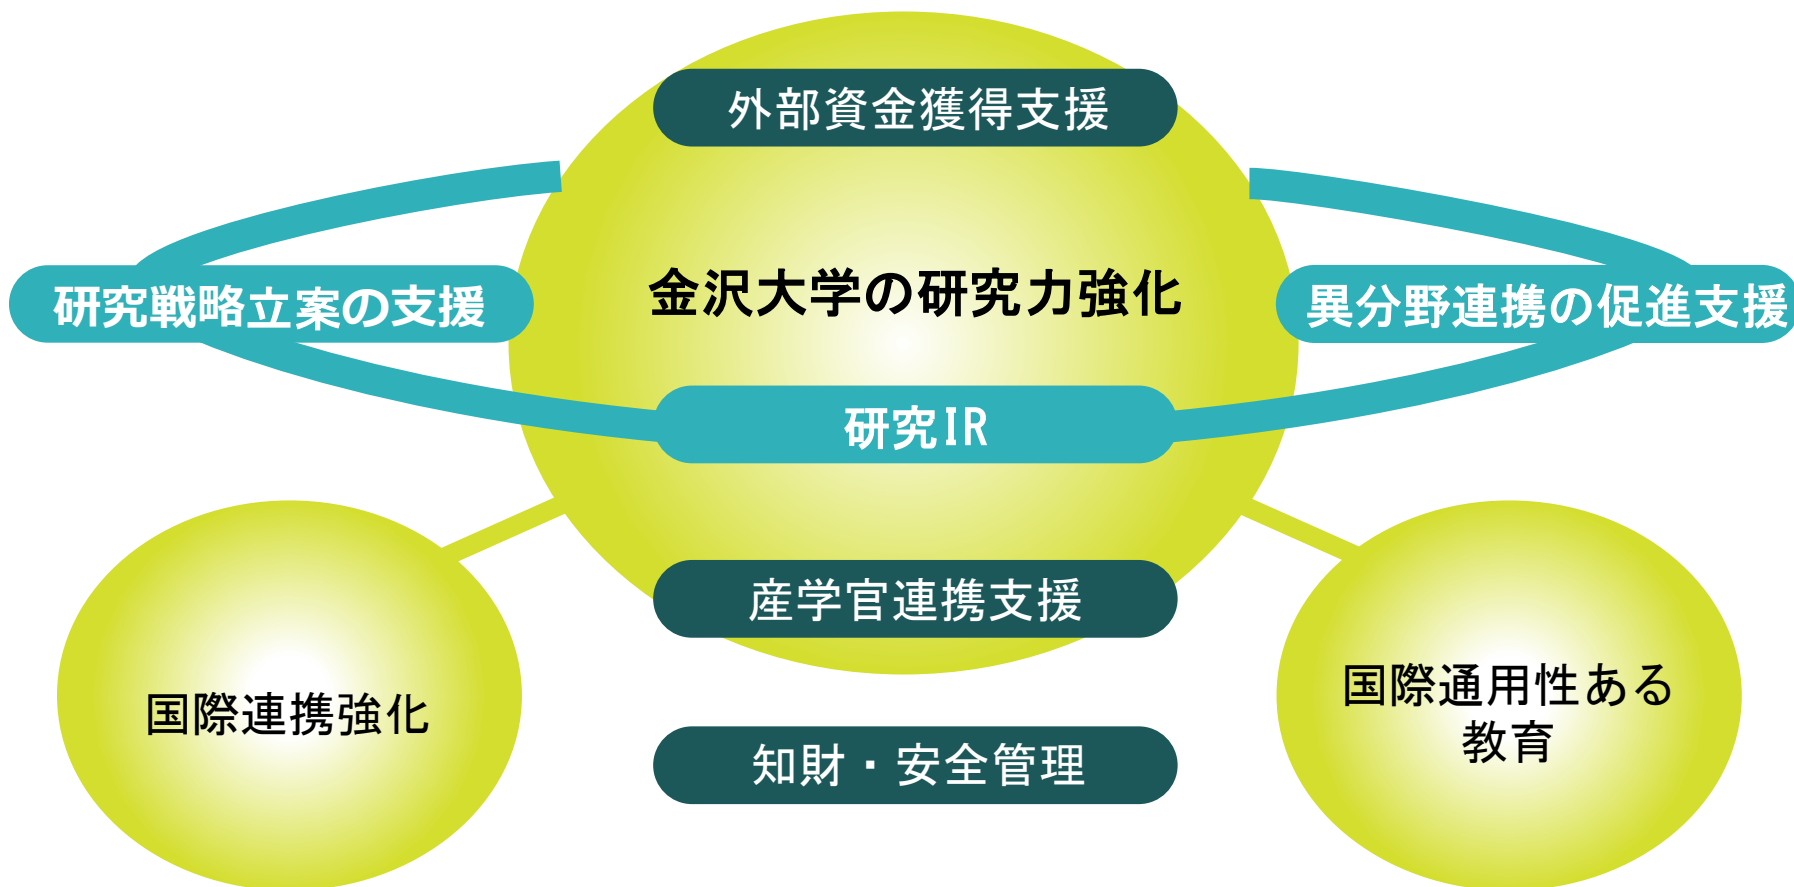 外部資金獲得支援
金沢大学の研究力強化
研究戦略立案の支援
異分野連携の促進支援
研究IR
産学官連携支援
国際連携強化
国際通用性ある
教育
知財・安全管理